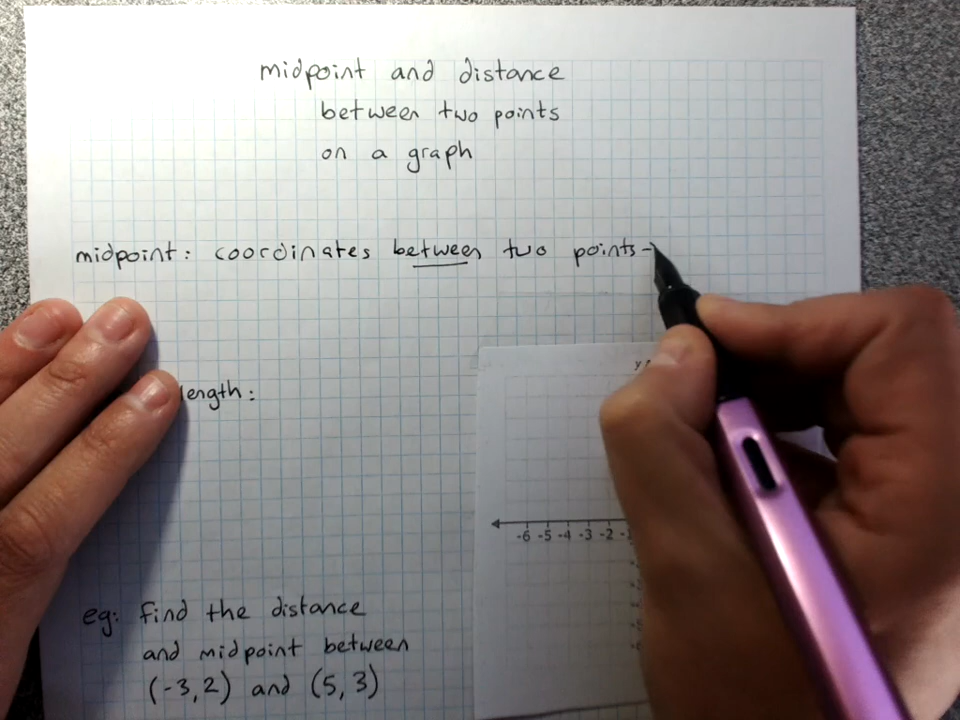 midpoint and distance
between two points
on a graph
midpoint: coordinates between two points -
length:
y
-6 -5 -4 -3 -2 -1
eg: find the distance
and midpoint between
(-3, 2) and (5, 3)